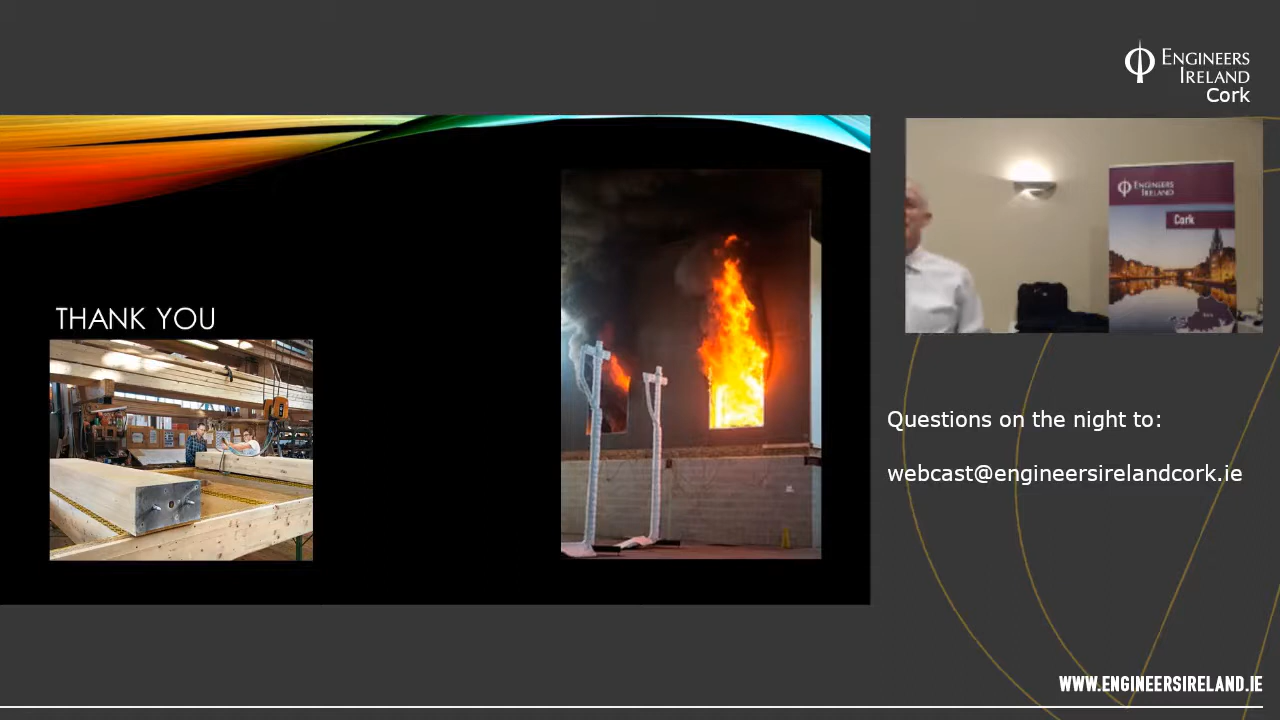 ENGINEERS
IRELAND
Cork
THANK YOU
ENGINEERS
IRELAND
Cork
Questions on the night to:
webcast@engineersirelandcork.ie
WWW.ENGINEERSIRELAND.IE